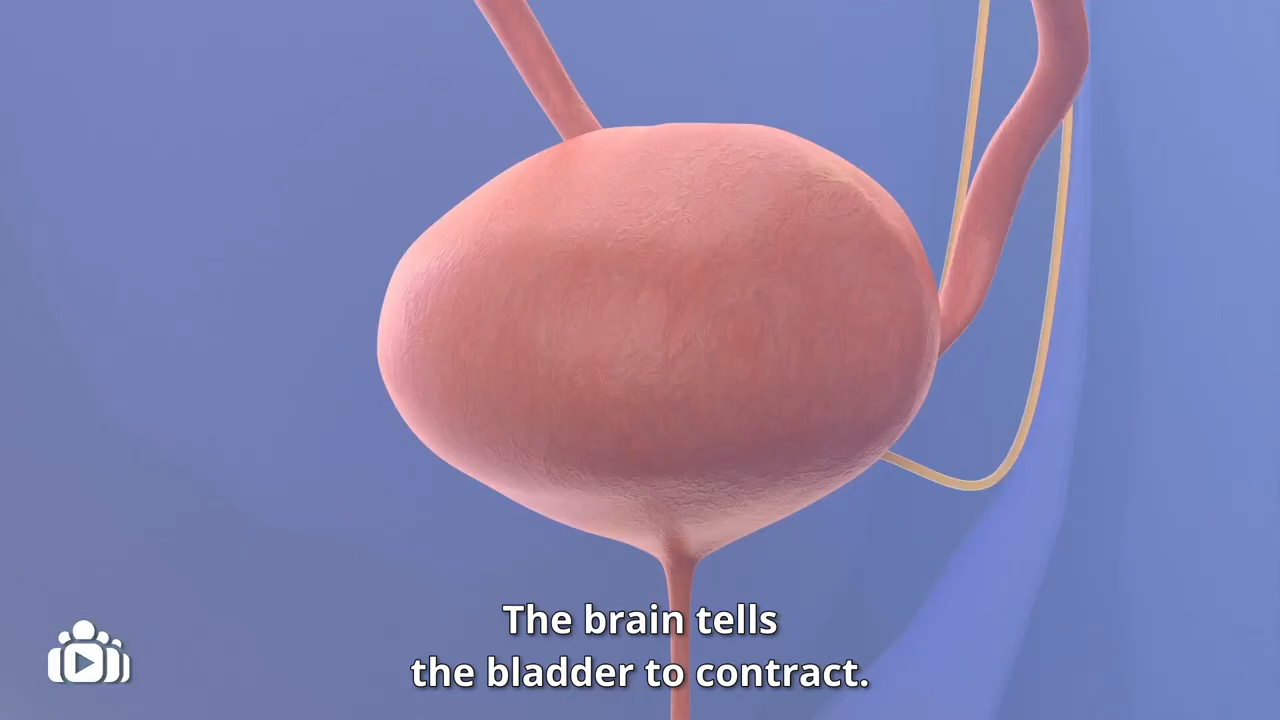 The brain tells
the bladder to contract.